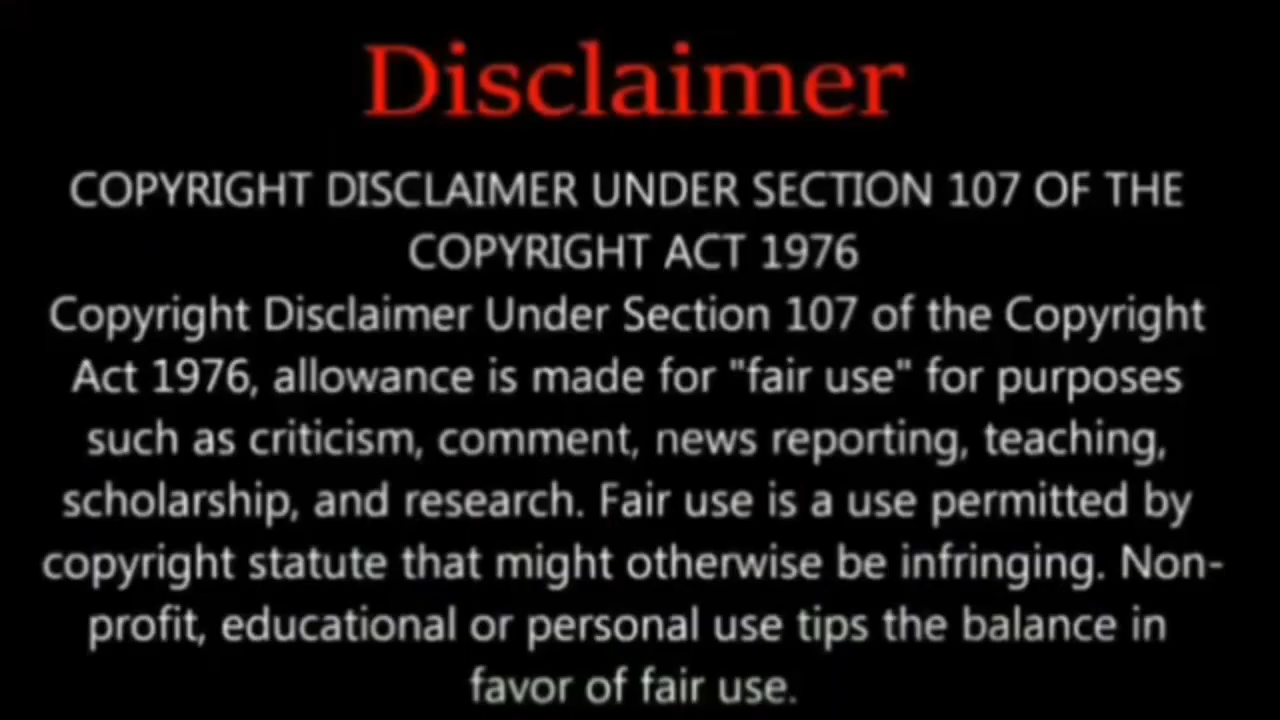 Disclaimer
COPYRIGHT DISCLAIMER UNDER SECTION 107 OF THE
COPYRIGHT ACT 1976
Copyright Disclaimer Under Section 107 of the Copyright
Act 1976, allowance is made for "fair use" for purposes
such as criticism, comment, news reporting, teaching,
scholarship, and research. Fair use is a use permitted by
copyright statute that might otherwise be infringing. Non-
profit, educational or personal use tips the balance in
favor of fair use.